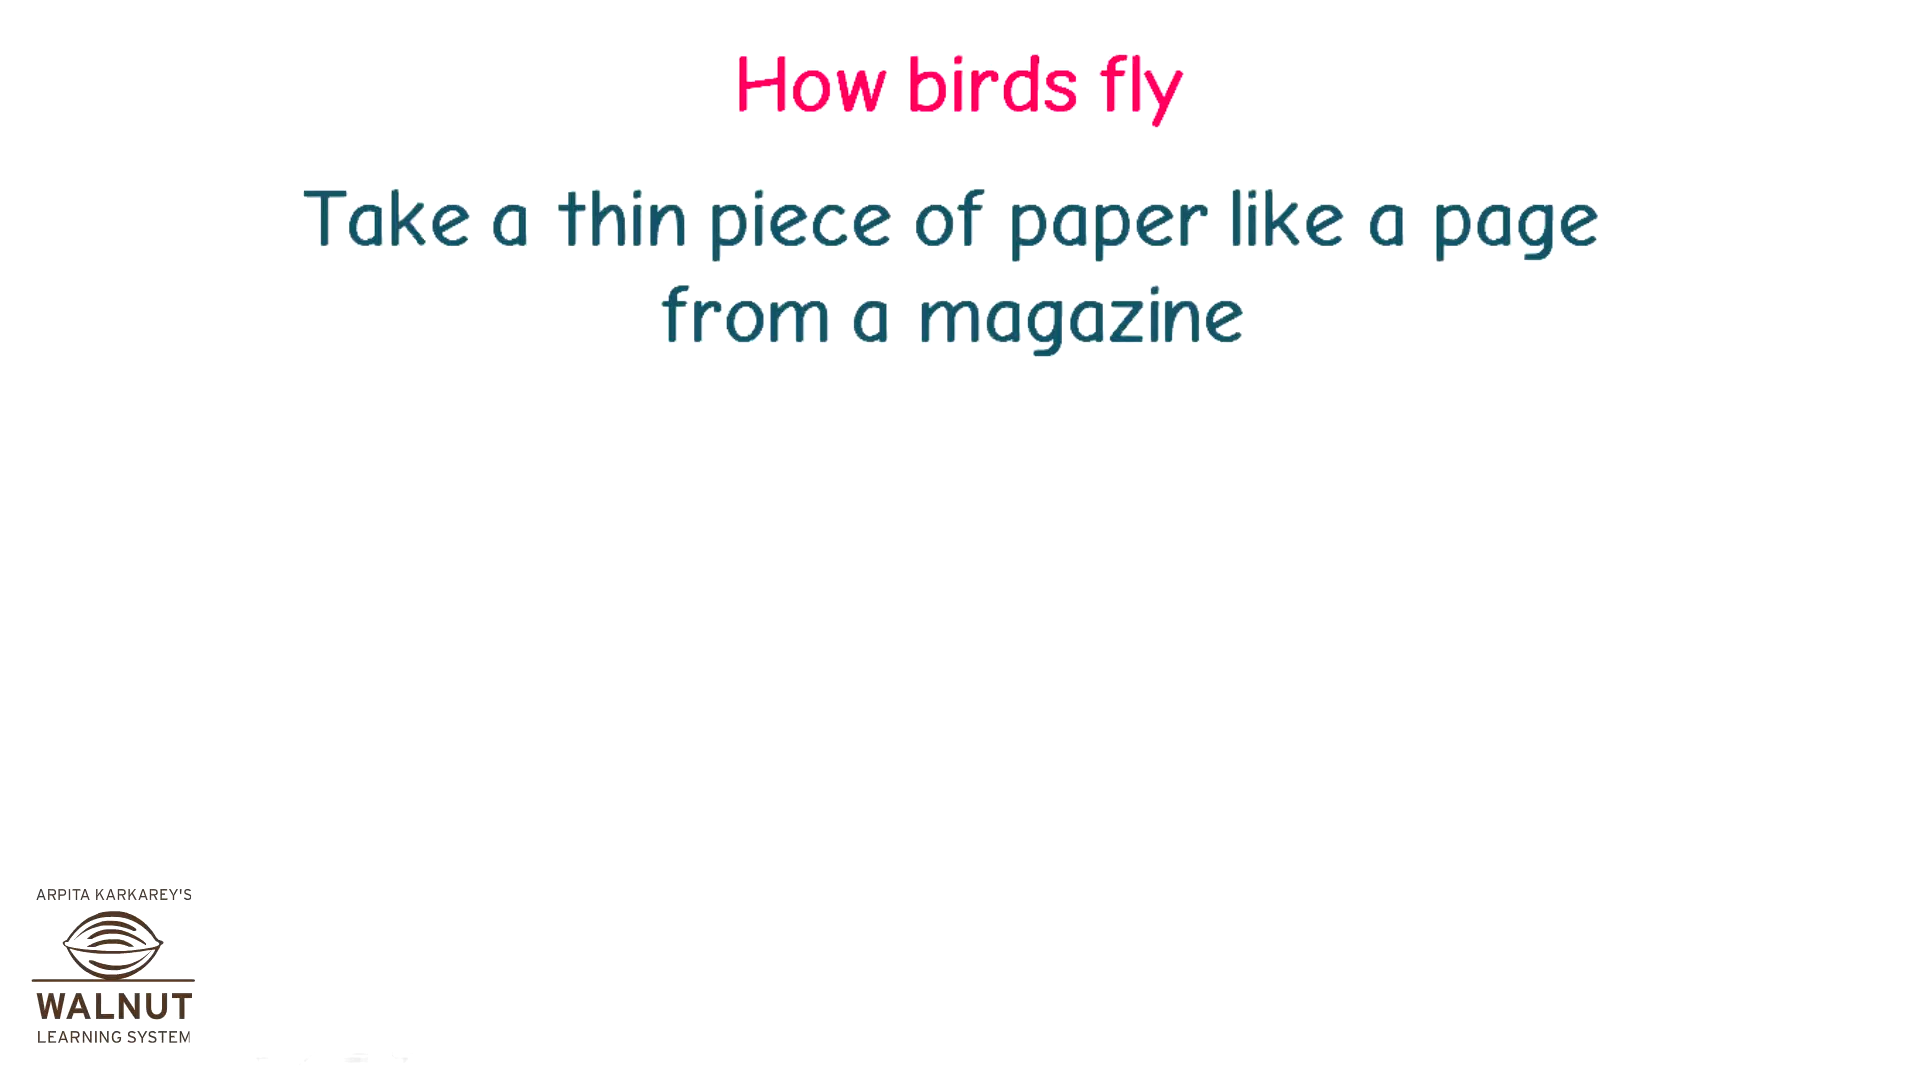 How birds fly
Take a thin piece of paper like a page
from a magazine
ARPITA KARKAREY'S
WALNUT
LEARNING SYSTEM